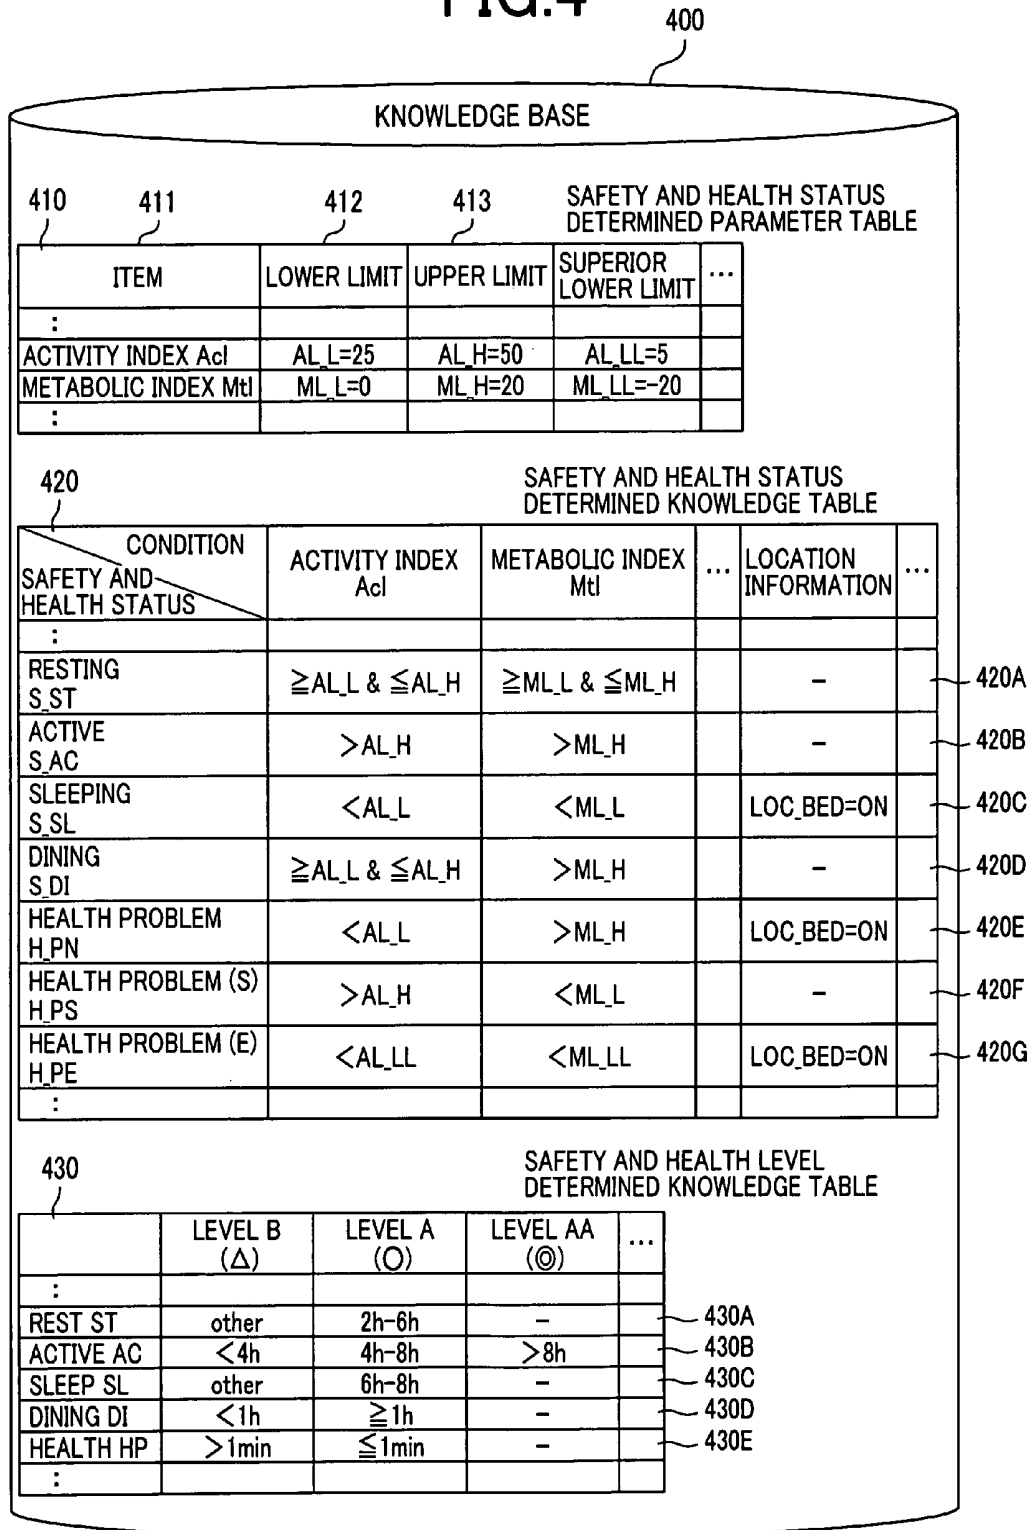 FIG.4
400
KNOWLEDGE BASE
410 411 412 413 SAFETY AND HEALTH STATUS
DETERMINED PARAMETER TABLE
ITEM LOWER LIMIT UPPER LIMIT SUPERIOR LOWER LIMIT ...
:
ACTIVITY INDEX AcI AL_L=25 AL_H=50 AL_LL=5
METABOLIC INDEX MtI ML_L=0 ML_H=20 ML_LL=-20
:
420 SAFETY AND HEALTH STATUS
DETERMINED KNOWLEDGE TABLE
CONDITION
SAFETY AND
HEALTH STATUS
ACTIVITY INDEX
AcI
METABOLIC INDEX
MtI
...
LOCATION
INFORMATION
...
:
RESTING
S_ST ≧AL_L & ≦AL_H ≧ML_L & ≦ML_H - 420A
ACTIVE
S_AC >AL_H >ML_H - 420B
SLEEPING
S_SL <AL_L <ML_L LOC_BED=ON 420C
DINING
S_DI ≧AL_L & ≦AL_H >ML_H - 420D
HEALTH PROBLEM
H_PN <AL_L >ML_H LOC_BED=ON 420E
HEALTH PROBLEM (S)
H_PS >AL_H <ML_L - 420F
HEALTH PROBLEM (E)
H_PE <AL_LL <ML_LL LOC_BED=ON 420G
:
430 SAFETY AND HEALTH LEVEL
DETERMINED KNOWLEDGE TABLE
LEVEL B LEVEL A LEVEL AA ...
(△) (○) (◎)
:
REST ST other 2h-6h - 430A
ACTIVE AC <4h 4h-8h >8h 430B
SLEEP SL other 6h-8h - 430C
DINING DI <1h ≧1h - 430D
HEALTH HP >1min ≦1min - 430E
: